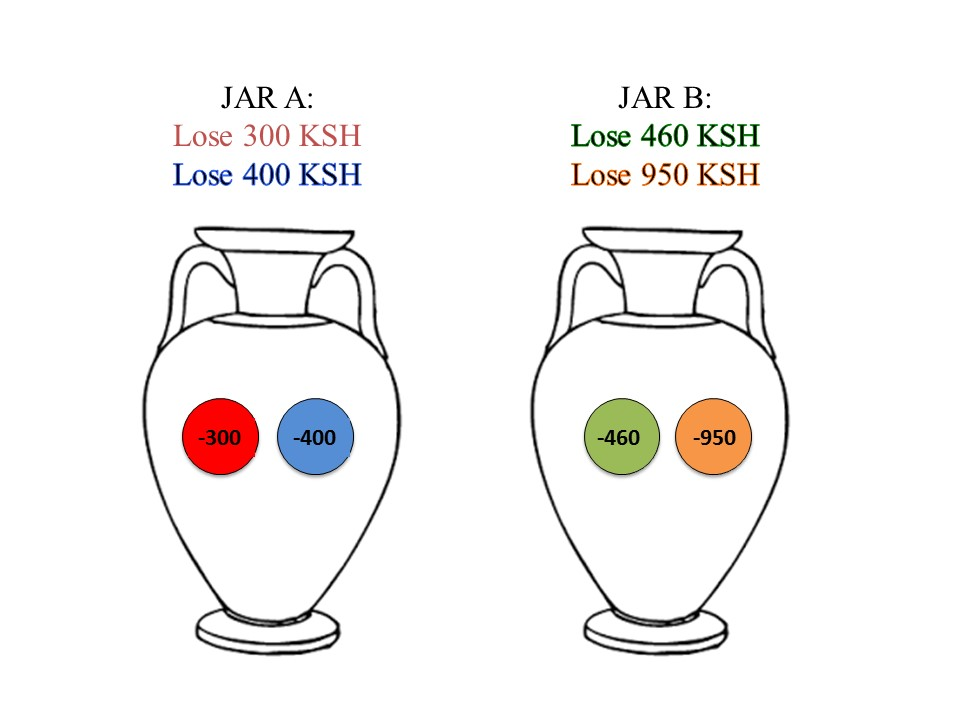 JAR A:
Lose 300 KSH
Lose 400 KSH
JAR B:
Lose 460 KSH
Lose 950 KSH
-300
-400
-460
-950